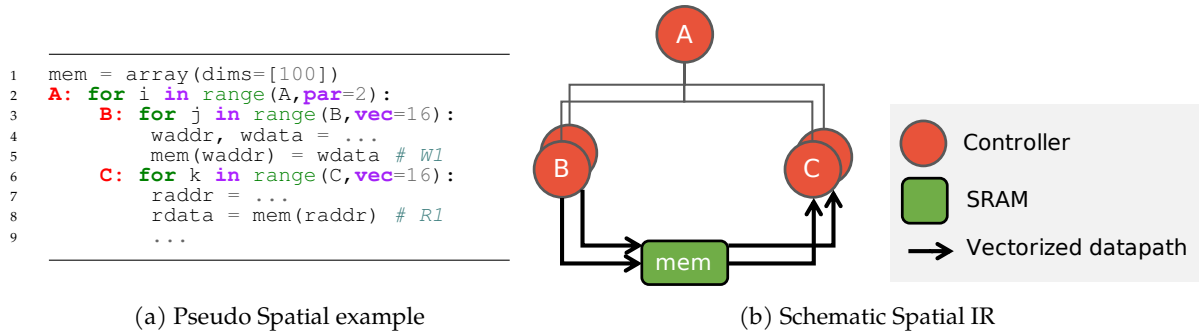 1 mem = array(dims=[100])
2 A: for i in range(A,par=2):
3 B: for j in range(B,vec=16):
4 waddr, wdata = ...
5 mem(waddr) = wdata # W1
6 C: for k in range(C,vec=16):
7 raddr = ...
8 rdata = mem(raddr) # R1
9 ...
(a) Pseudo Spatial example
A
B
C
mem
Controller
SRAM
Vectorized datapath
(b) Schematic Spatial IR